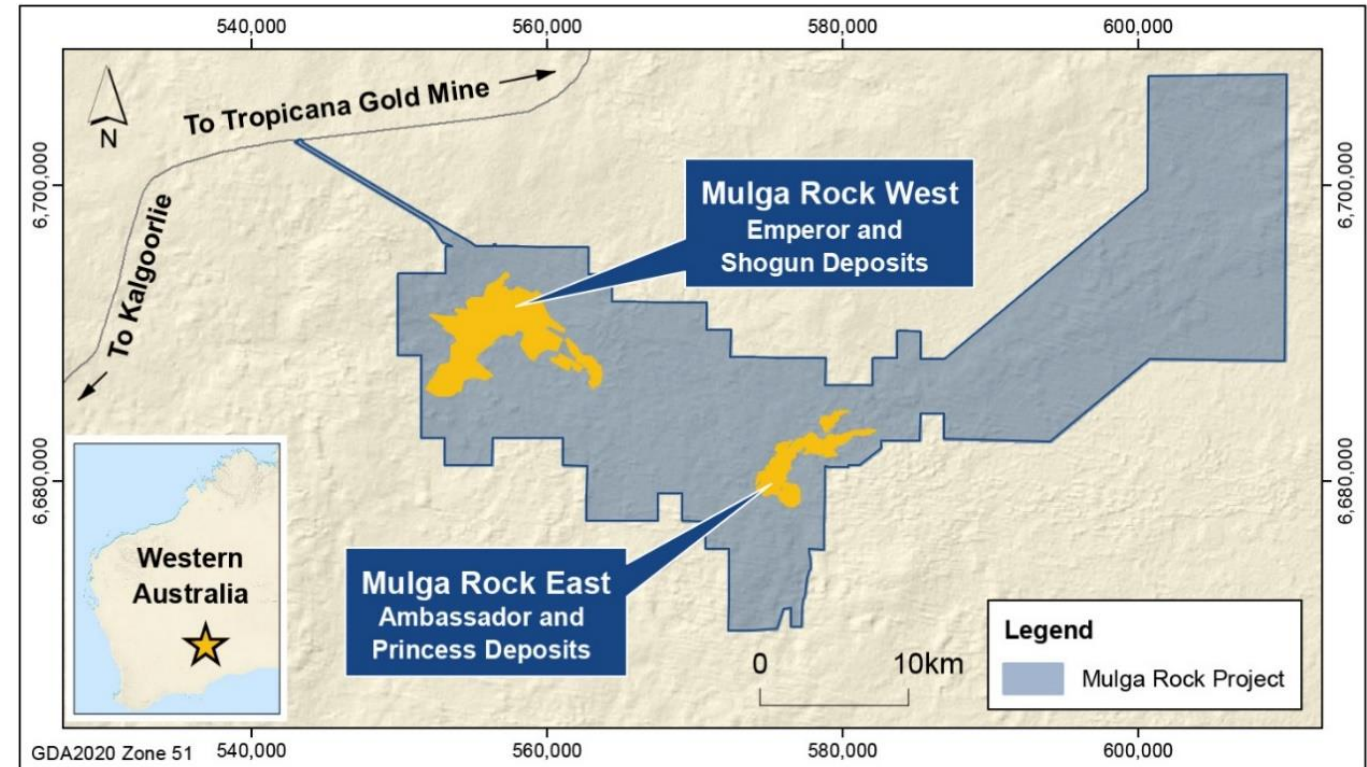 540,000
560,000
580,000
600,000
To Tropicana Gold Mine
N
To Kalgoorlie
6,700,000
6,700,000
Mulga Rock West
Emperor and
Shogun Deposits
6,680,000
6,680,000
Western
Australia
Mulga Rock East
Ambassador and
Princess Deposits
0
10km
Legend
Mulga Rock Project
GDA2020 Zone 51
540,000
560,000
580,000
600,000